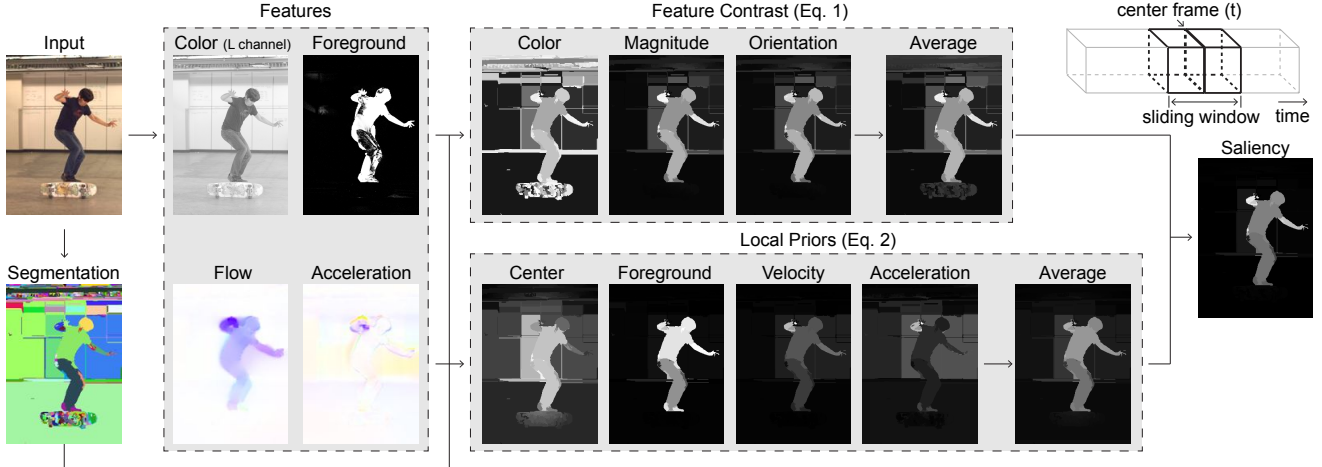 Features
Feature Contrast (Eq. 1)
center frame (t)
Input
Color (L channel)
Foreground
Color
Magnitude
Orientation
Average
sliding window
time
Saliency
Local Priors (Eq. 2)
Segmentation
Flow
Acceleration
Center
Foreground
Velocity
Acceleration
Average